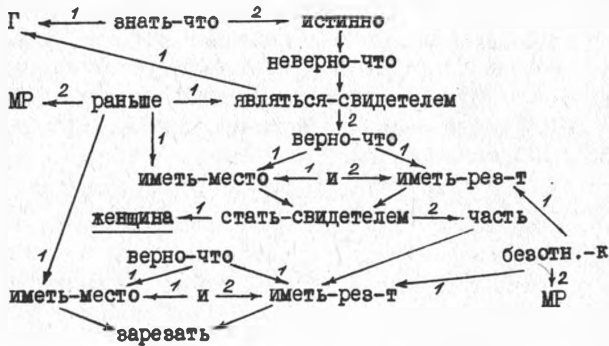 Г 1 знать-что 2 истинно
1 неверно-что
МР 2 раньше 1 являться-свидетелем
2
1 верно-что 1
1 иметь-место 1 и 2 иметь-рез-т
женщина 1 стать-свидетелем 2 часть 1
1 верно-что безотн.-к
1 1 1 2
иметь-место 1 и 2 иметь-рез-т МР
зарезать